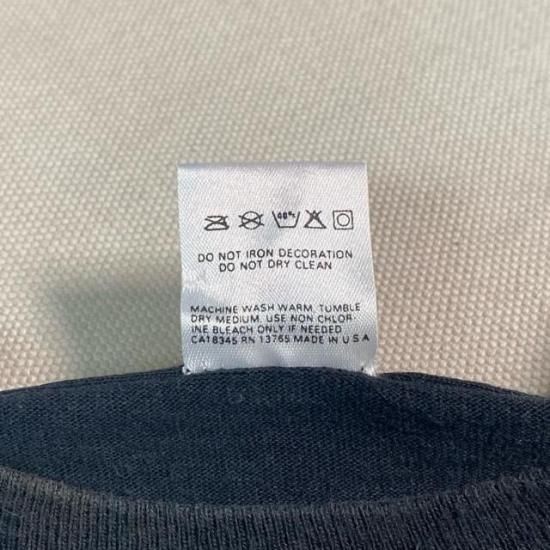 40°c
DO NOT IRON DECORATION
DO NOT DRY CLEAN
MACHINE WASH WARM, TUMBLE
DRY MEDIUM, USE NON CHLOR-
INE BLEACH ONLY IF NEEDED
CA18345 RN 13765 MADE IN U S A